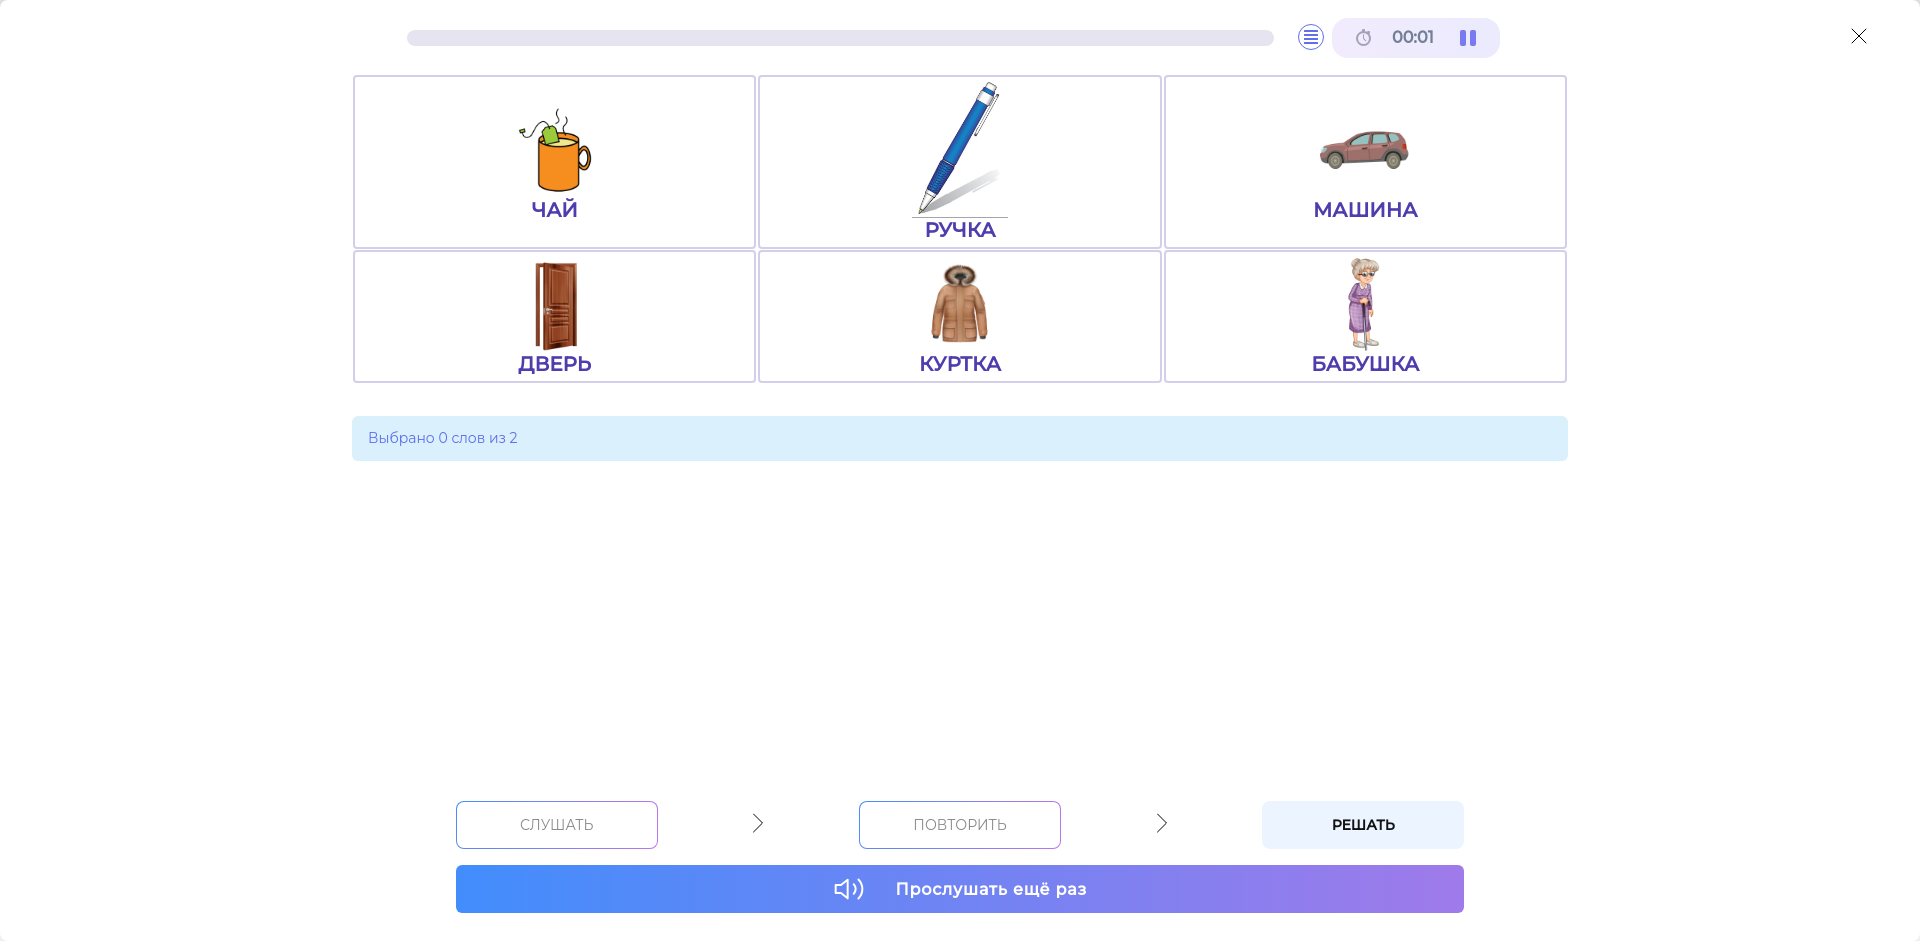 00:01
ЧАЙ
РУЧКА
МАШИНА
ДВЕРЬ
КУРТКА
БАБУШКА
Выбрано 0 слов из 2
СЛУШАТЬ
ПОВТОРИТЬ
РЕШАТЬ
Прослушать ещё раз